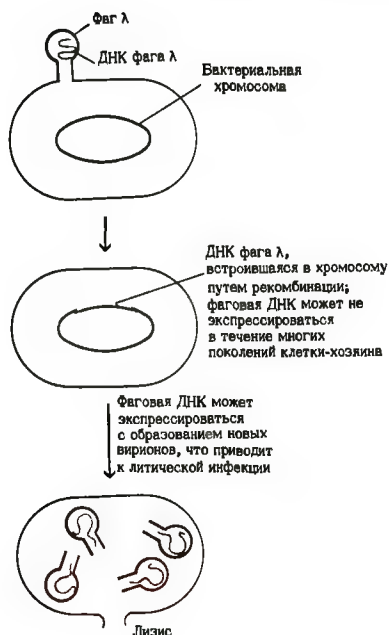 Фаг λ
ДНК фага λ
Бактериальная
хромосома
ДНК фага λ,
встроившаяся в хромосому
путем рекомбинации;
фаговая ДНК может не
экспрессироваться
в течение многих
поколений клетки-хозяина
Фаговая ДНК может
экспрессироваться
с образованием новых
вирионов, что приводит
к литической инфекции
Лизис